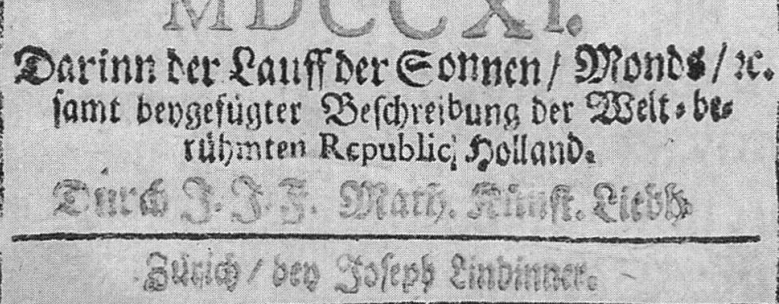 MDCCXI.
Darinn der Lauff der Sonnen / Monds / ꝛc.
samt beygefügter Beschreibung der Welt-be-
rühmten Republic, Holland.
Durch J. J. F. Math. Künst. Liebh.
Zürich / bey Joseph Lindinner.